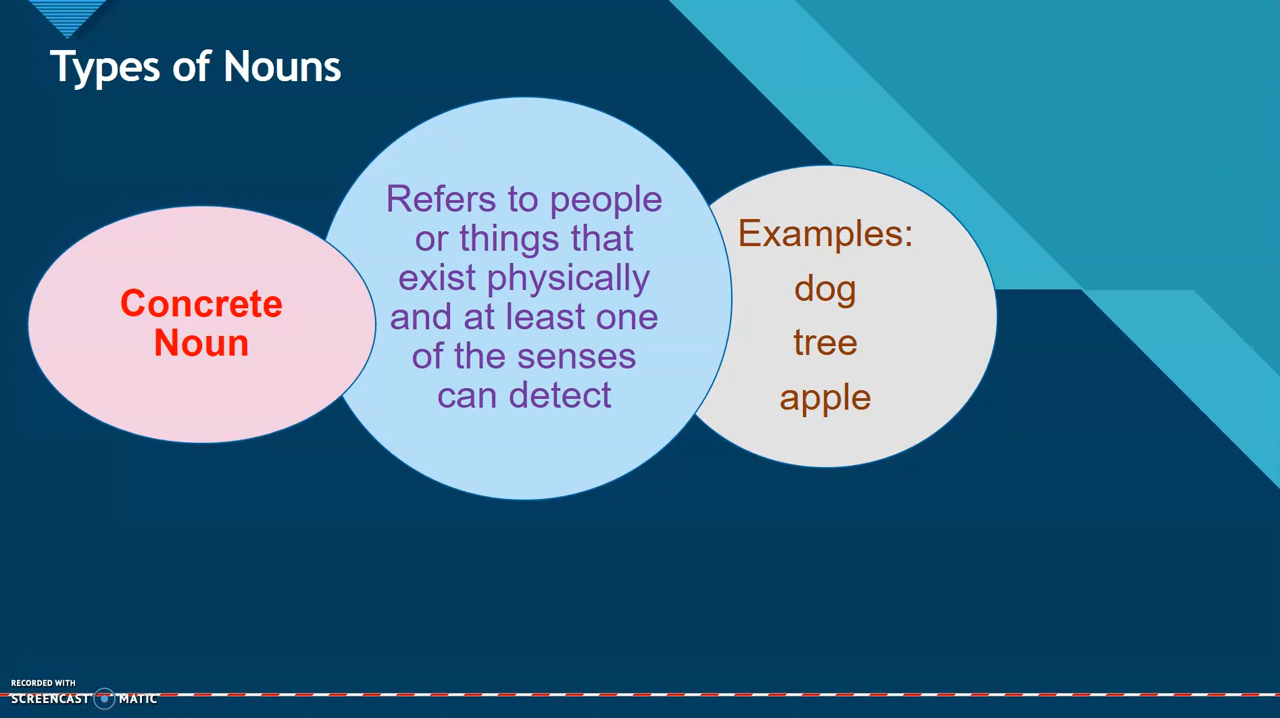 Types of Nouns
Concrete
Noun
Refers to people
or things that
exist physically
and at least one
of the senses
can detect
Examples:
dog
tree
apple
RECORDED WITH
SCREENCAST MATIC